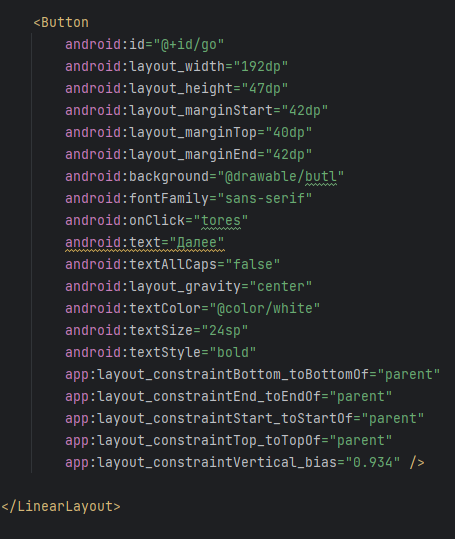 <Button
android:id="@+id/go"
android:layout_width="192dp"
android:layout_height="47dp"
android:layout_marginStart="42dp"
android:layout_marginTop="40dp"
android:layout_marginEnd="42dp"
android:background="@drawable/butl"
android:fontFamily="sans-serif"
android:onClick="tores"
android:text="Далее"
android:textAllCaps="false"
android:layout_gravity="center"
android:textColor="@color/white"
android:textSize="24sp"
android:textStyle="bold"
app:layout_constraintBottom_toBottomOf="parent"
app:layout_constraintEnd_toEndOf="parent"
app:layout_constraintStart_toStartOf="parent"
app:layout_constraintTop_toTopOf="parent"
app:layout_constraintVertical_bias="0.934" />
</LinearLayout>